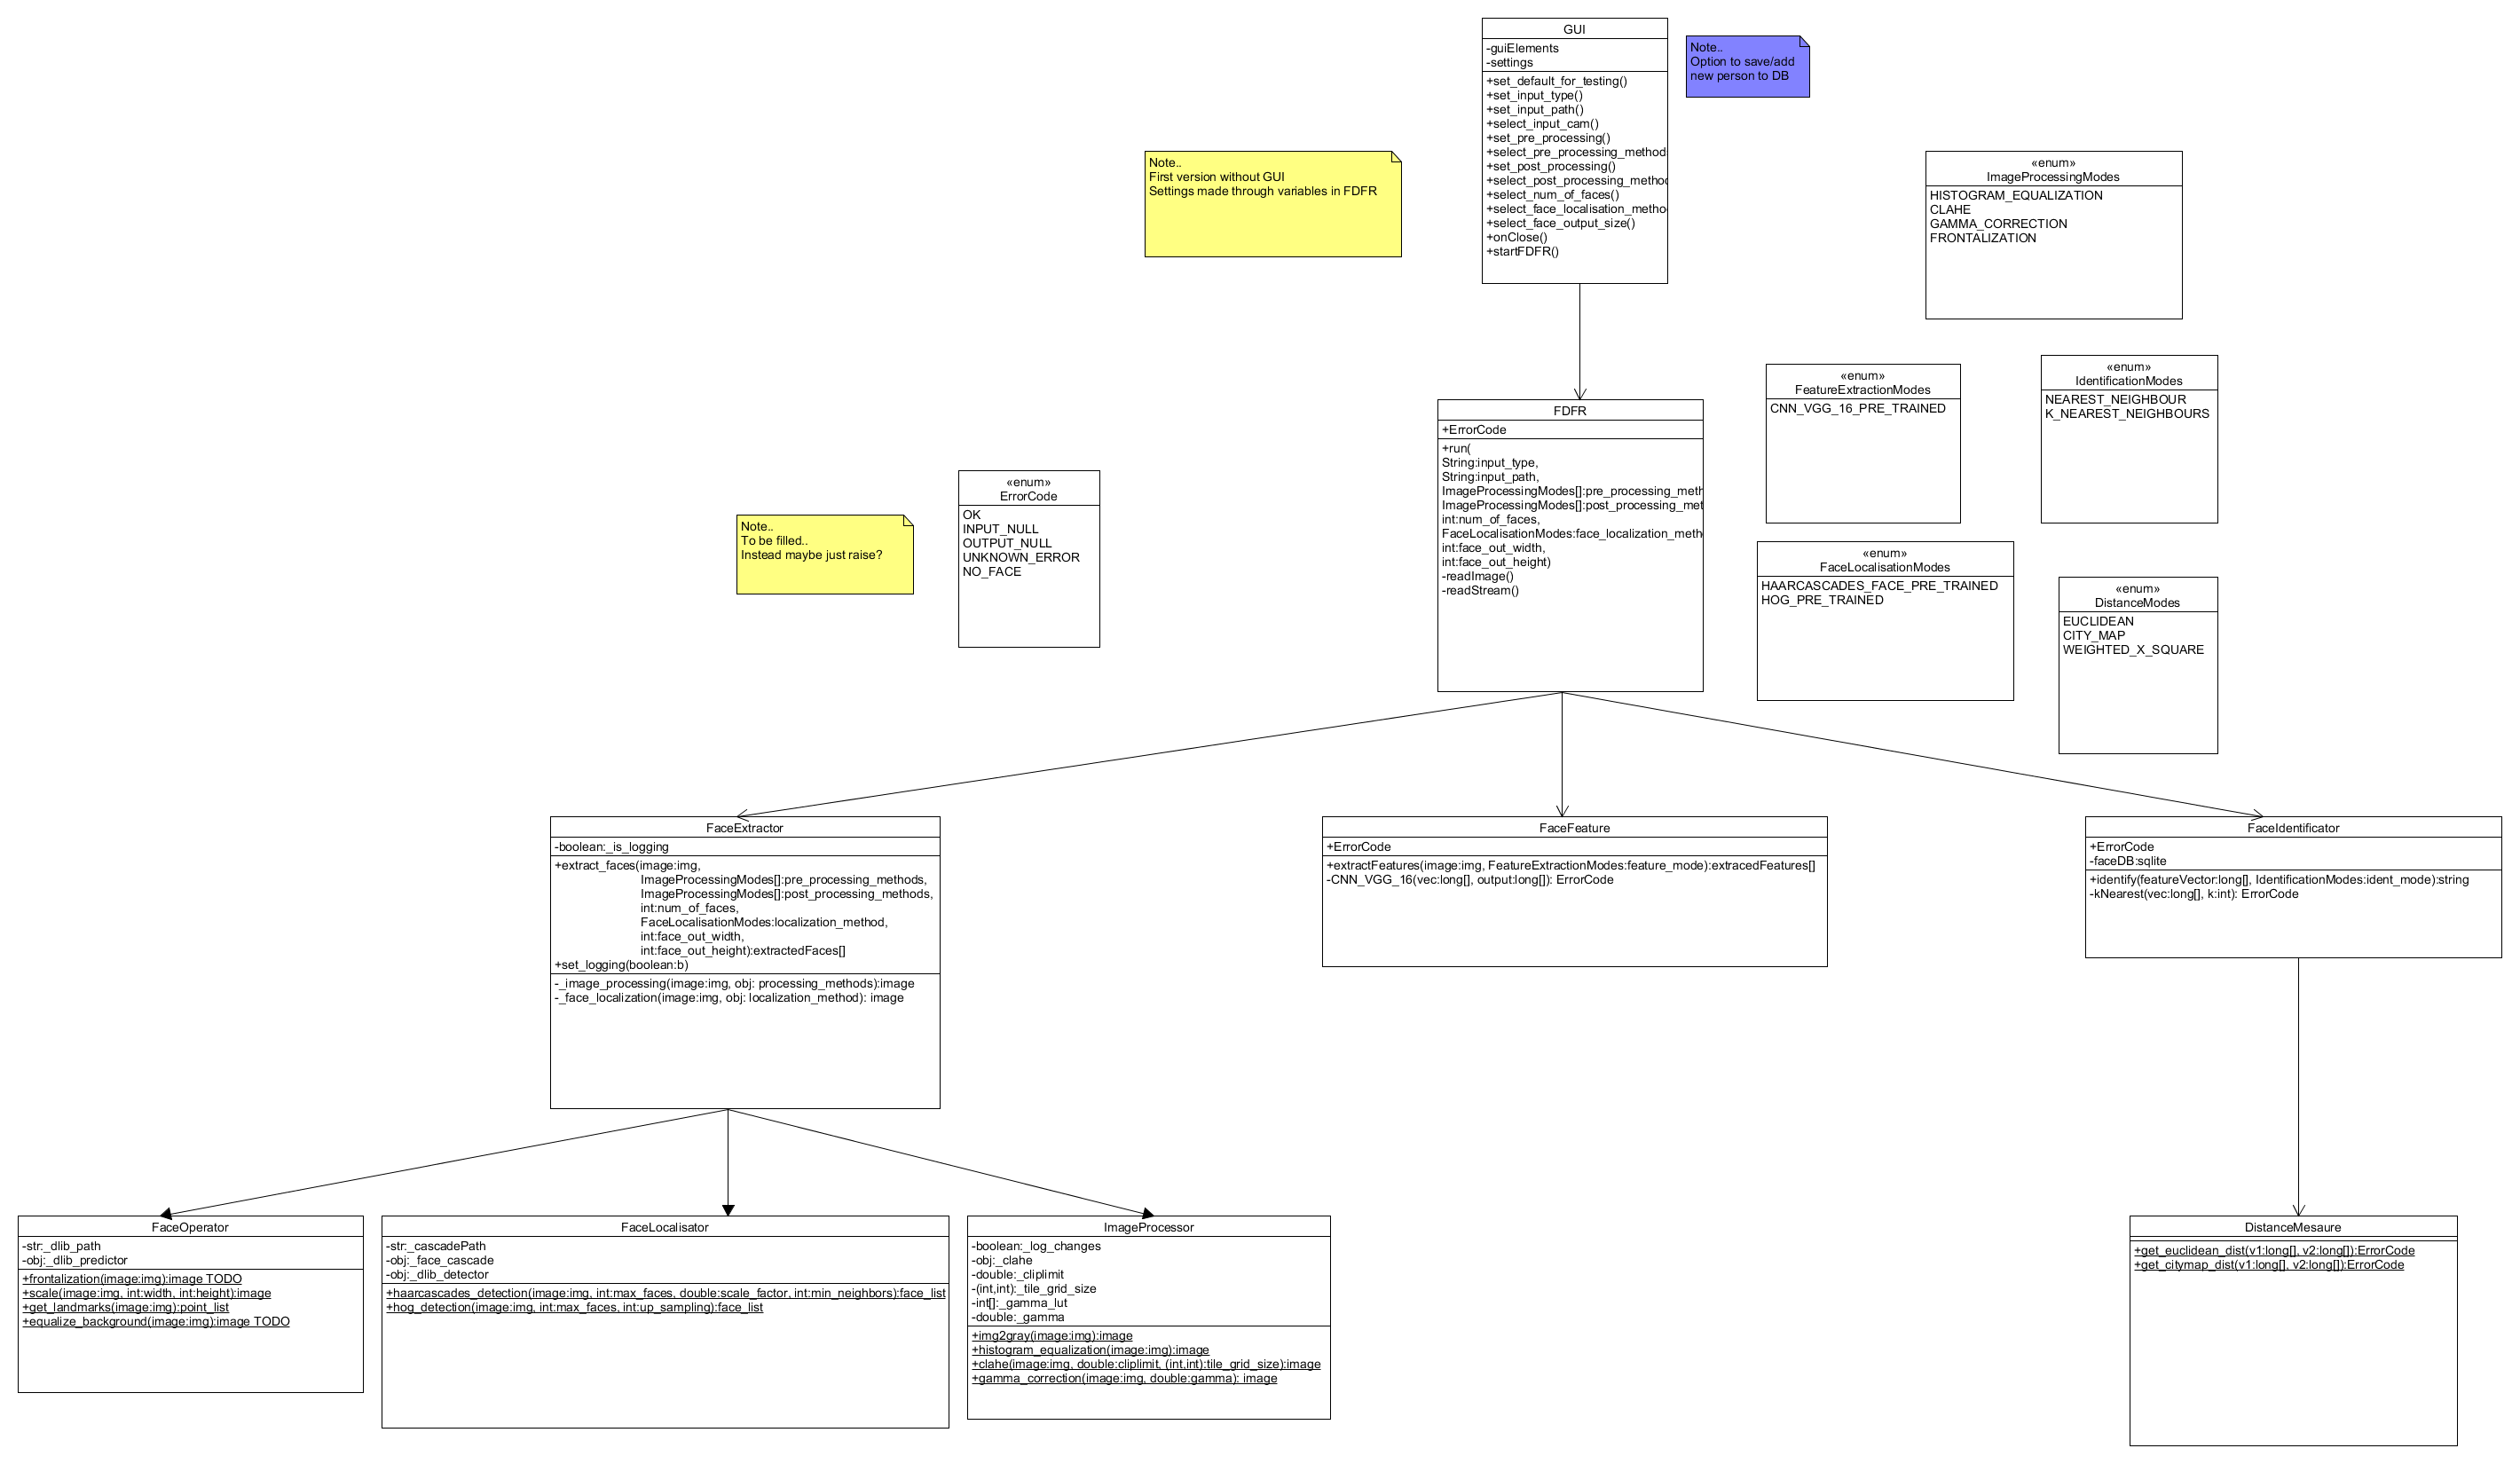 GUI
-guiElements
-settings
+set_default_for_testing()
+set_input_type()
+set_input_path()
+select_input_cam()
+set_pre_processing()
+select_pre_processing_method
+set_post_processing()
+select_post_processing_metho
+select_num_of_faces()
+select_face_localisation_metho
+select_face_output_size()
+onClose()
+startFDFR()
Note..
Option to save/add
new person to DB
Note..
First version without GUI
Settings made through variables in FDFR
«enum»
ImageProcessingModes
HISTOGRAM_EQUALIZATION
CLAHE
GAMMA_CORRECTION
FRONTALIZATION
«enum»
FeatureExtractionModes
CNN_VGG_16_PRE_TRAINED
«enum»
IdentificationModes
NEAREST_NEIGHBOUR
K_NEAREST_NEIGHBOURS
FDFR
+ErrorCode
+run(
String:input_type,
String:input_path,
ImageProcessingModes[]:pre_processing_meth
ImageProcessingModes[]:post_processing_met
int:num_of_faces,
FaceLocalisationModes:face_localization_meth
int:face_out_width,
int:face_out_height)
-readImage()
-readStream()
«enum»
ErrorCode
OK
INPUT_NULL
OUTPUT_NULL
UNKNOWN_ERROR
NO_FACE
Note..
To be filled..
Instead maybe just raise?
«enum»
FaceLocalisationModes
HAARCASCADES_FACE_PRE_TRAINED
HOG_PRE_TRAINED
«enum»
DistanceModes
EUCLIDEAN
CITY_MAP
WEIGHTED_X_SQUARE
FaceExtractor
-boolean:_is_logging
+extract_faces(image:img,
ImageProcessingModes[]:pre_processing_methods,
ImageProcessingModes[]:post_processing_methods,
int:num_of_faces,
FaceLocalisationModes:localization_method,
int:face_out_width,
int:face_out_height):extractedFaces[]
+set_logging(boolean:b)
-_image_processing(image:img, obj: processing_methods):image
-_face_localization(image:img, obj: localization_method): image
FaceFeature
+ErrorCode
+extractFeatures(image:img, FeatureExtractionModes:feature_mode):extracedFeatures[]
-CNN_VGG_16(vec:long[], output:long[]): ErrorCode
FaceIdentificator
+ErrorCode
-faceDB:sqlite
+identify(featureVector:long[], IdentificationModes:ident_mode):string
-kNearest(vec:long[], k:int): ErrorCode
FaceOperator
-str:_dlib_path
-obj:_dlib_predictor
+frontalization(image:img):image TODO
+scale(image:img, int:width, int:height):image
+get_landmarks(image:img):point_list
+equalize_background(image:img):image TODO
FaceLocalisator
-str:_cascadePath
-obj:_face_cascade
-obj:_dlib_detector
+haarcascades_detection(image:img, int:max_faces, double:scale_factor, int:min_neighbors):face_list
+hog_detection(image:img, int:max_faces, int:up_sampling):face_list
ImageProcessor
-boolean:_log_changes
-obj:_clahe
-double:_cliplimit
-(int,int):_tile_grid_size
-int[]:_gamma_lut
-double:_gamma
+img2gray(image:img):image
+histogram_equalization(image:img):image
+clahe(image:img, double:cliplimit, (int,int):tile_grid_size):image
+gamma_correction(image:img, double:gamma): image
DistanceMesaure
+get_euclidean_dist(v1:long[], v2:long[]):ErrorCode
+get_citymap_dist(v1:long[], v2:long[]):ErrorCode